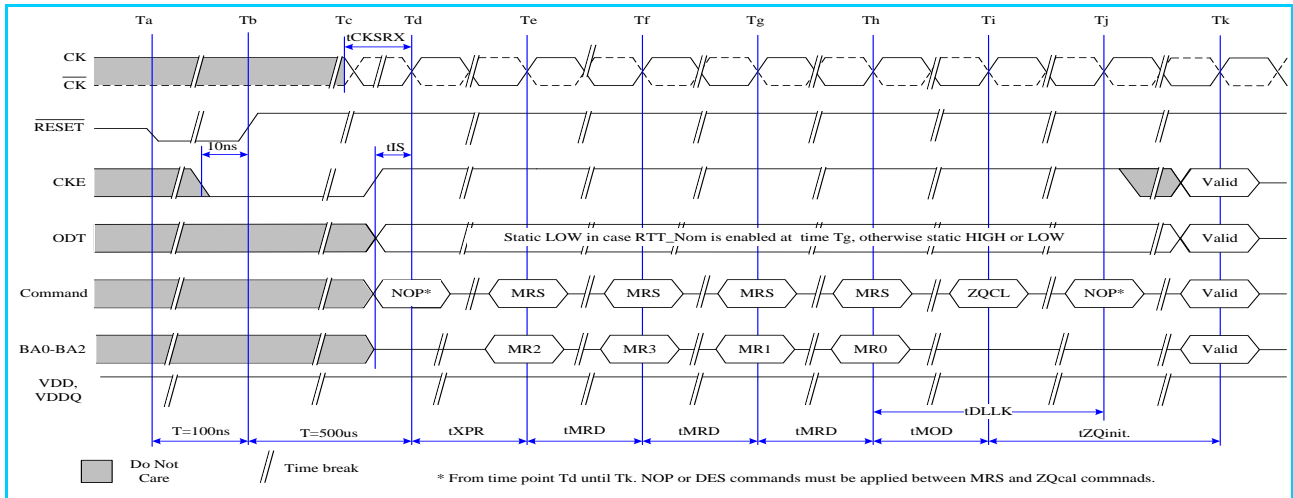 Ta Tb Tc Td Te Tf Tg Th Ti Tj Tk
tCKSRX
CK
CK
RESET
10ns tIS
CKE Valid
ODT Static LOW in case RTT_Nom is enabled at time Tg, otherwise static HIGH or LOW Valid
Command NOP* MRS MRS MRS MRS ZQCL NOP* Valid
BA0-BA2 MR2 MR3 MR1 MR0 Valid
VDD,
VDDQ
tDLLK
T=100ns T=500us tXPR tMRD tMRD tMRD tMOD tZQinit.
Do Not
Care
Time break
* From time point Td until Tk. NOP or DES commands must be applied between MRS and ZQcal commnads.